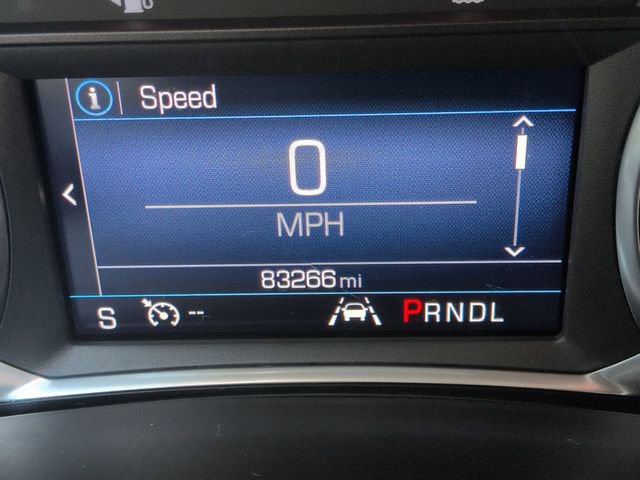 i Speed
0
MPH
83266 mi
S -- PRNDL